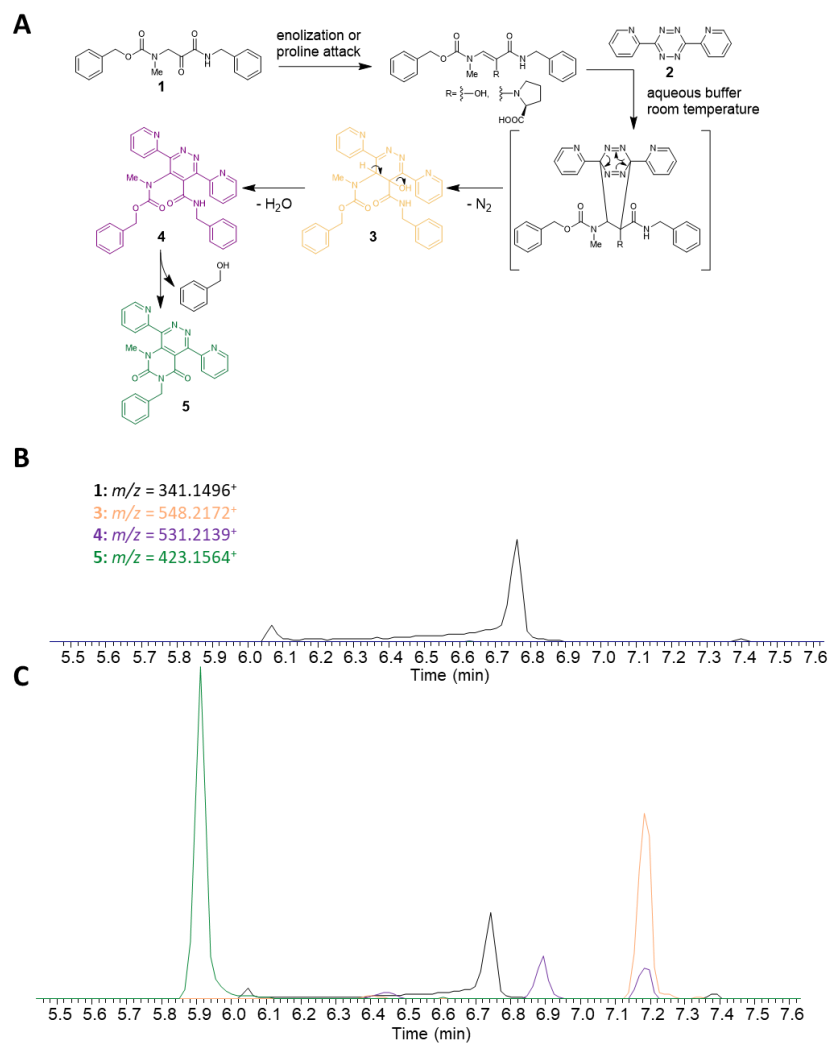 A
enolization or
proline attack
1
2
R= —OH,
HOOC
aqueous buffer
room temperature
- N2
- H2O
3
4
5
B
1: m/z = 341.1496+
3: m/z = 548.2172+
4: m/z = 531.2139+
5: m/z = 423.1564+
5.5 5.6 5.7 5.8 5.9 6.0 6.1 6.2 6.3 6.4 6.5 6.6 6.7 6.8 6.9 7.0 7.1 7.2 7.3 7.4 7.5 7.6
Time (min)
C
5.5 5.6 5.7 5.8 5.9 6.0 6.1 6.2 6.3 6.4 6.5 6.6 6.7 6.8 6.9 7.0 7.1 7.2 7.3 7.4 7.5 7.6
Time (min)